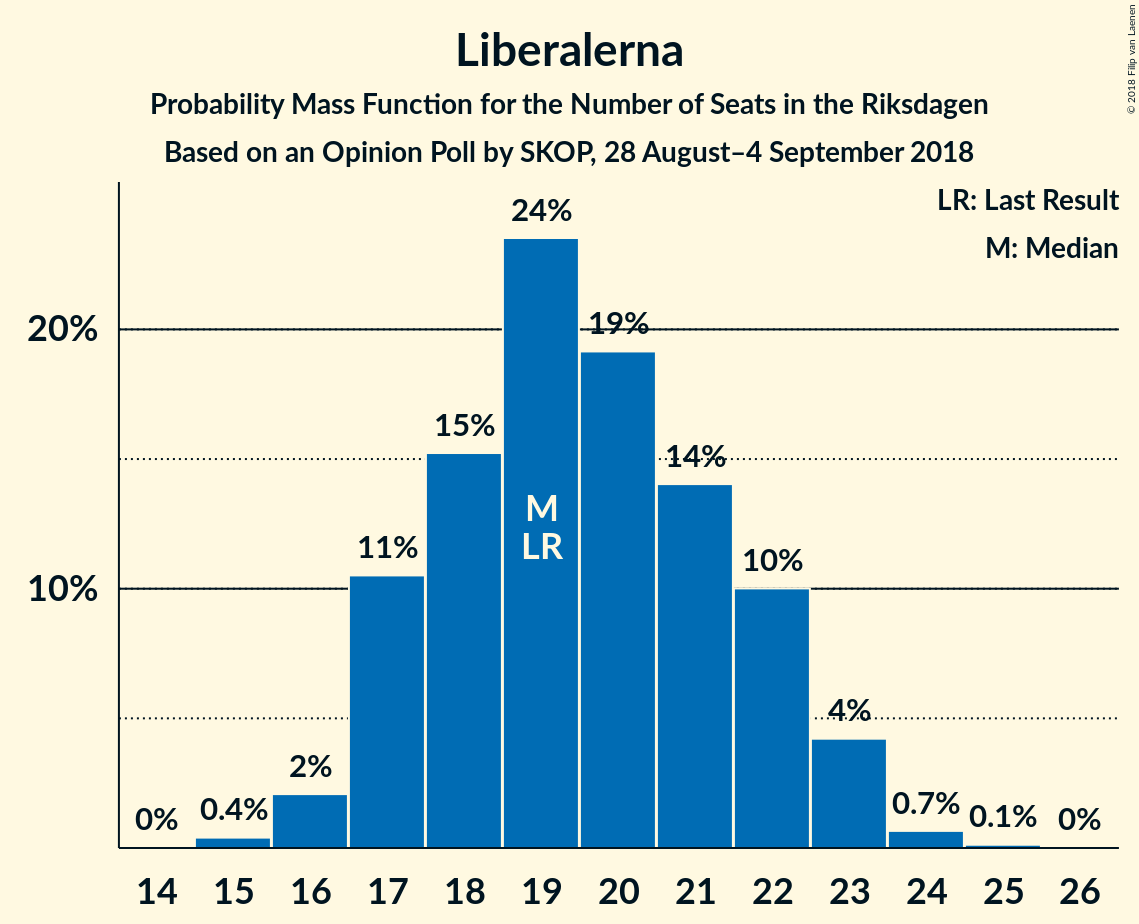 Liberalerna
Probability Mass Function for the Number of Seats in the Riksdagen
Based on an Opinion Poll by SKOP, 28 August–4 September 2018
© 2018 Filip van Laenen
LR: Last Result
M: Median
20%
10%
0%
0.4%
2%
11%
15%
24%
19%
14%
10%
4%
0.7%
0.1%
0%
M
LR
14 15 16 17 18 19 20 21 22 23 24 25 26